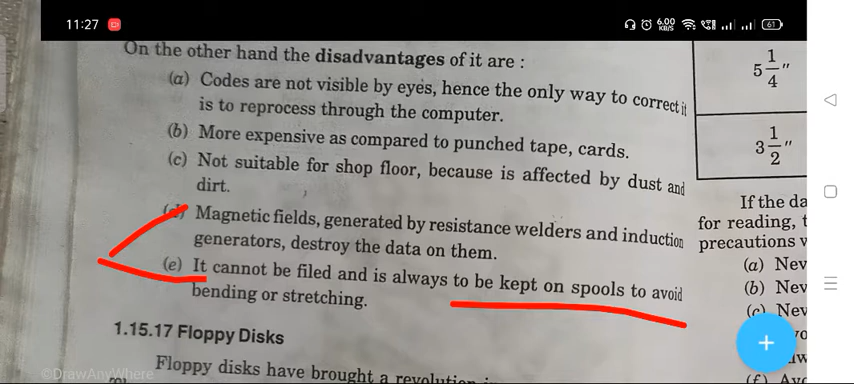 11:27
6.00 KB/S
61
On the other hand the disadvantages of it are :
(a) Codes are not visible by eyes, hence the only way to correct it
is to reprocess through the computer.
(b) More expensive as compared to punched tape, cards.
(c) Not suitable for shop floor, because is affected by dust and
dirt.
(d) Magnetic fields, generated by resistance welders and induction
generators, destroy the data on them.
(e) It cannot be filed and is always to be kept on spools to avoid
bending or stretching.
1.15.17 Floppy Disks
Floppy disks have brought a
5 1/4"
3 1/2"
If the da
for reading, t
precautions w
(a) Nev
(b) Nev
(c) Nev
(f)
©DrawAnyWhere